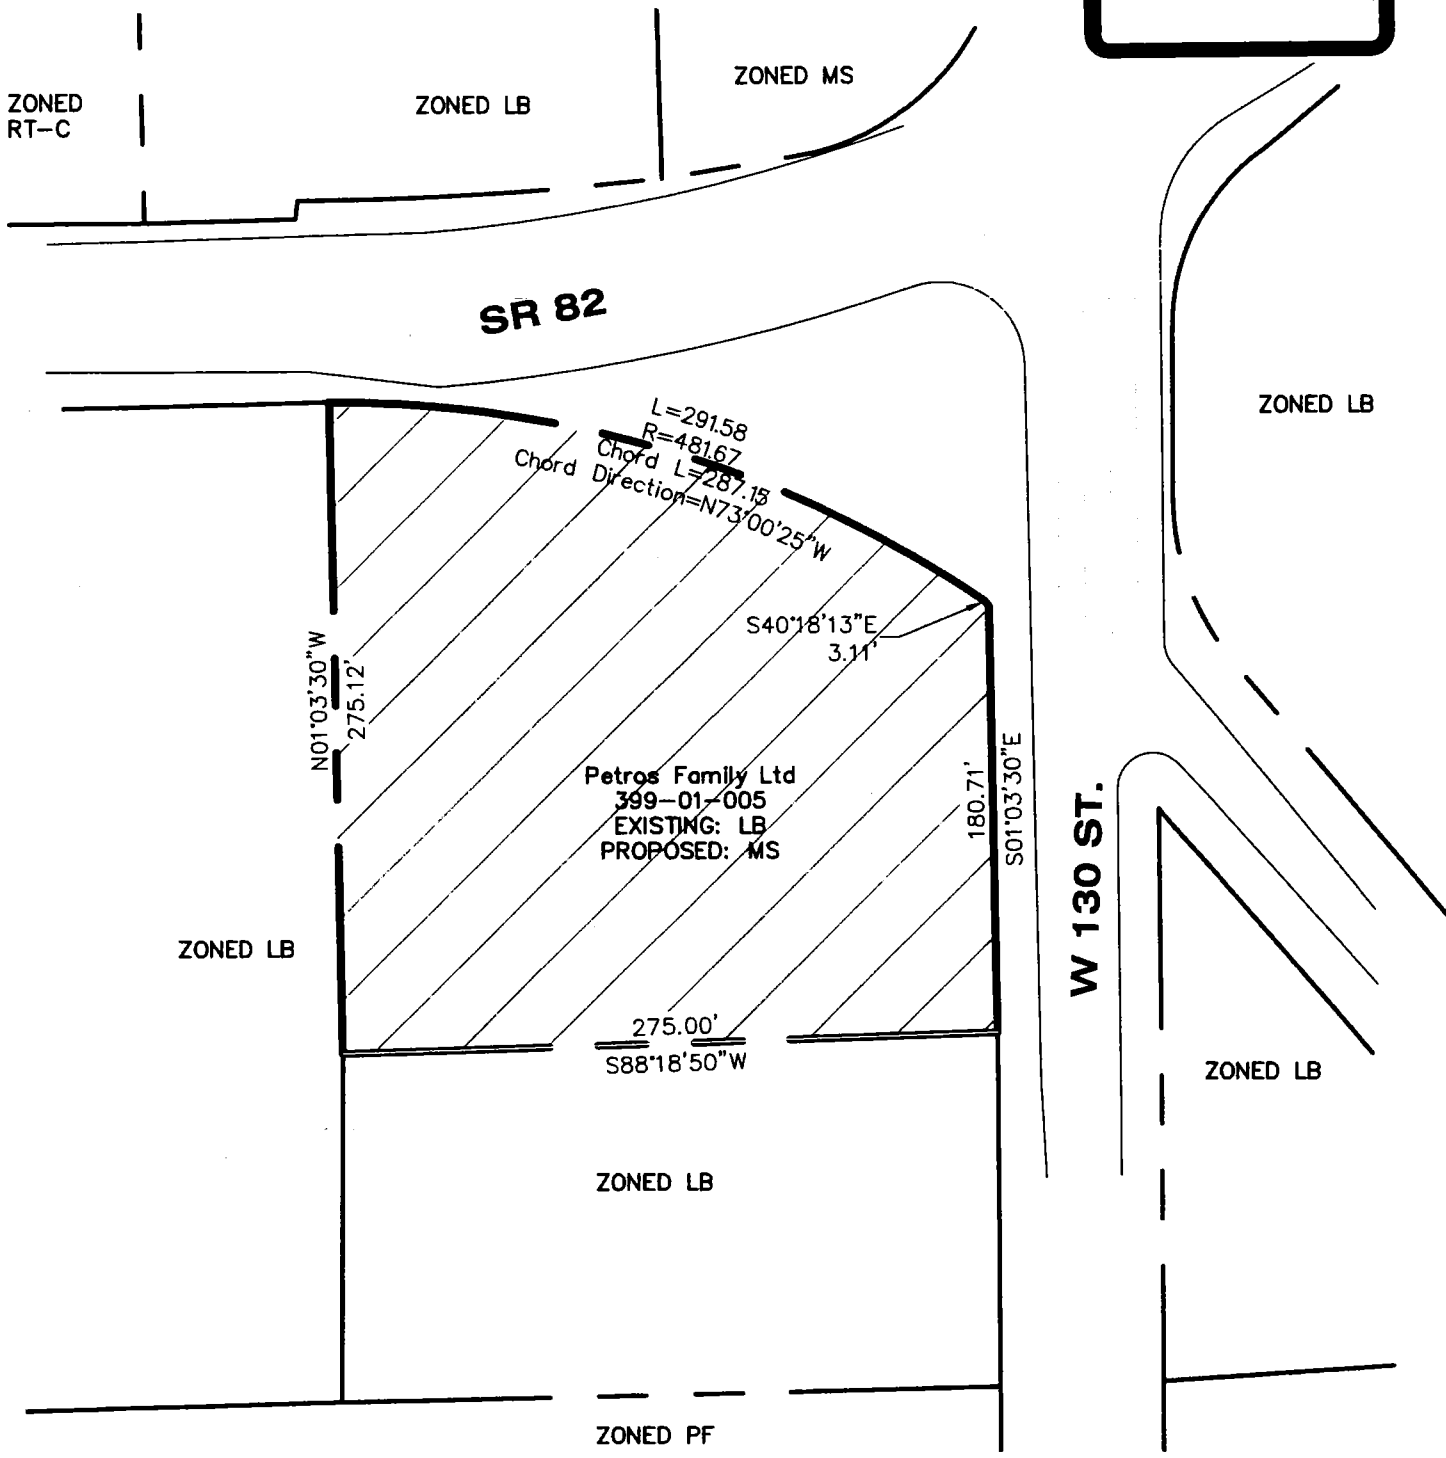 ZONED
RT-C
ZONED LB
ZONED MS
SR 82
ZONED LB
L=291.58
R=481.67
Chord L=287.15
Chord Direction=N73°00'25"W
S40°18'13"E
3.11'
N01°03'30"W
275.12'
Petros Family Ltd
399-01-005
EXISTING: LB
PROPOSED: MS
180.71'
S01°03'30"E
W 130 ST.
ZONED LB
275.00'
S88°18'50"W
ZONED LB
ZONED LB
ZONED PF